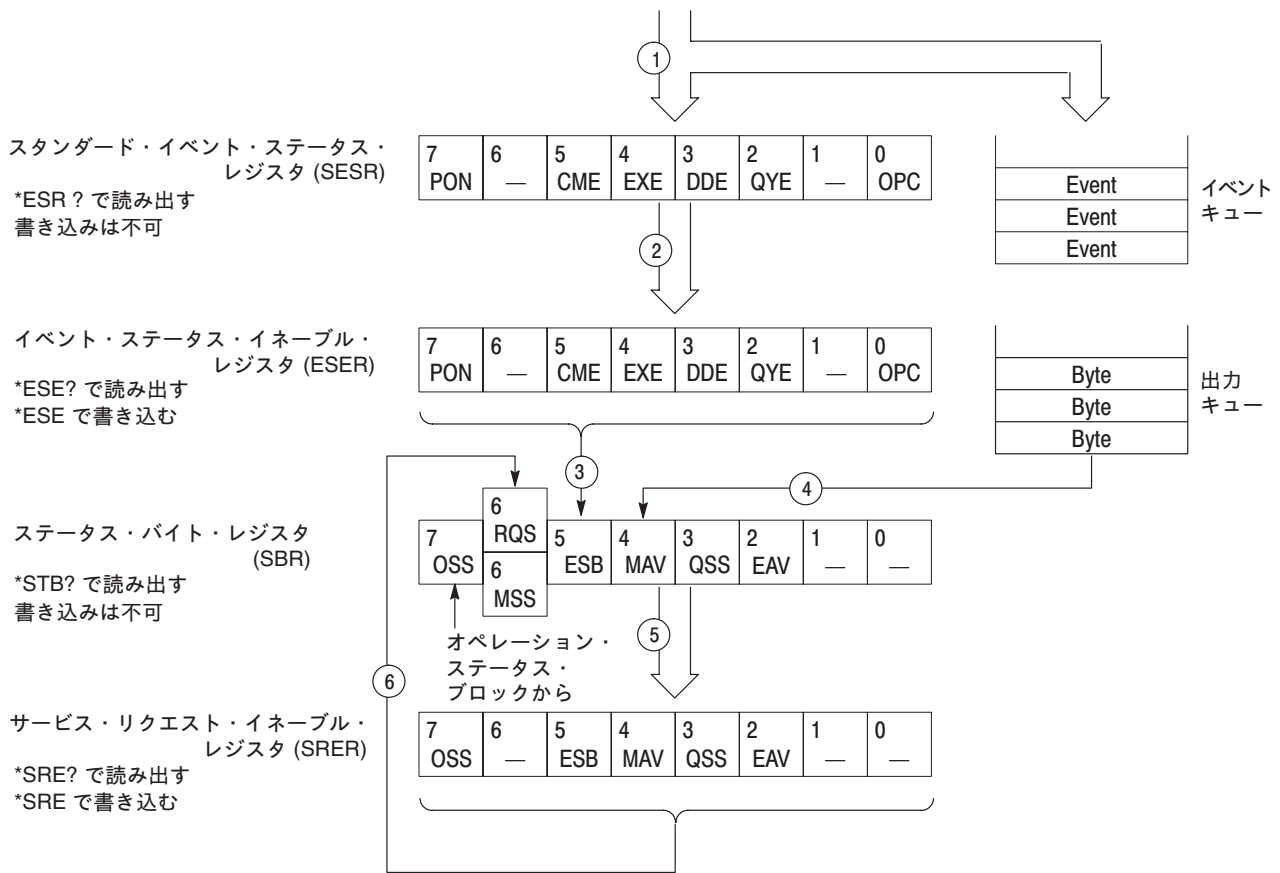 1
スタンダード・イベント・ステータス・
レジスタ (SESR)
*ESR ? で読み出す
書き込みは不可
7 6 5 4 3 2 1 0
PON — CME EXE DDE QYE — OPC
Event
Event
Event
イベント
キュー
2
イベント・ステータス・イネーブル・
レジスタ (ESER)
*ESE? で読み出す
*ESE で書き込む
7 6 5 4 3 2 1 0
PON — CME EXE DDE QYE — OPC
Byte
Byte
Byte
出力
キュー
3
4
ステータス・バイト・レジスタ
(SBR)
*STB? で読み出す
書き込みは不可
6
RQS
7 5 4 3 2 1 0
OSS ESB MAV QSS EAV — —
6
MSS
オペレーション・
ステータス・
ブロックから
5
6
サービス・リクエスト・イネーブル・
レジスタ (SRER)
*SRE? で読み出す
*SRE で書き込む
7 6 5 4 3 2 1 0
OSS — ESB MAV QSS EAV — —